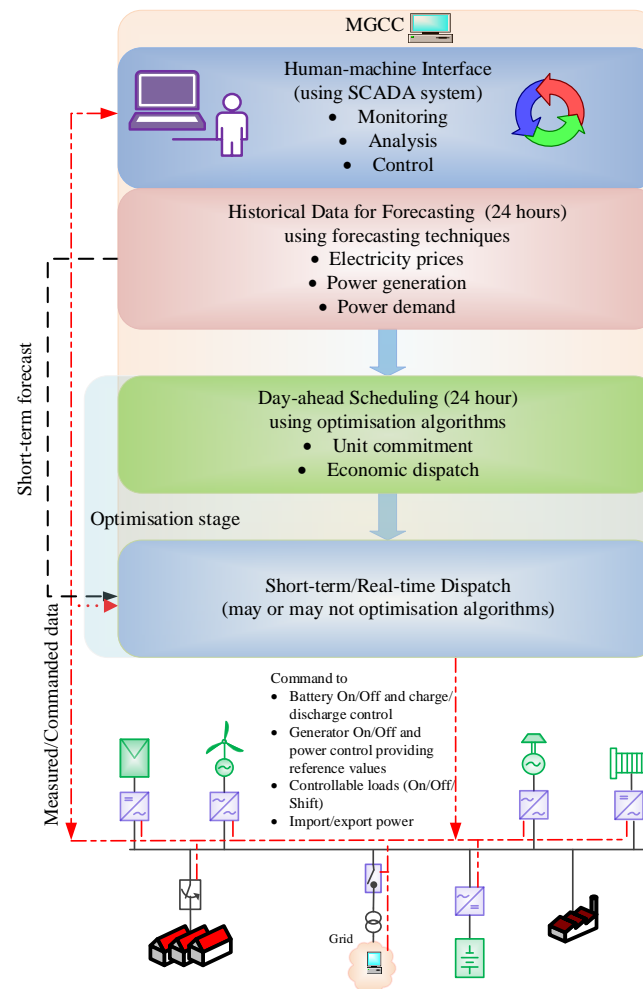 MGCC
Human-machine Interface
(using SCADA system)
• Monitoring
• Analysis
• Control
Historical Data for Forecasting (24 hours)
using forecasting techniques
• Electricity prices
• Power generation
• Power demand
Short-term forecast
Day-ahead Scheduling (24 hour)
using optimisation algorithms
• Unit commitment
• Economic dispatch
Optimisation stage
Short-term/Real-time Dispatch
(may or may not optimisation algorithms)
Measured/Commanded data
Command to
• Battery On/Off and charge/
discharge control
• Generator On/Off and
power control providing
reference values
• Controllable loads (On/Off/
Shift)
• Import/export power
Grid